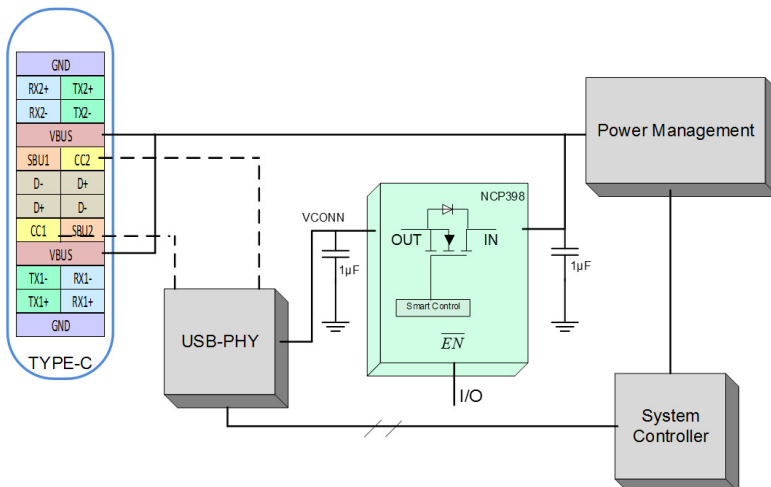 GND
RX2+ TX2+
RX2- TX2-
VBUS
SBU1 CC2
D- D+
D+ D-
CC1 SBU2
VBUS
TX1- RX1-
TX1+ RX1+
GND
TYPE-C
USB-PHY
VCONN
1µF
NCP398
OUT IN
Smart Control
EN
I/O
1µF
Power Management
System
Controller